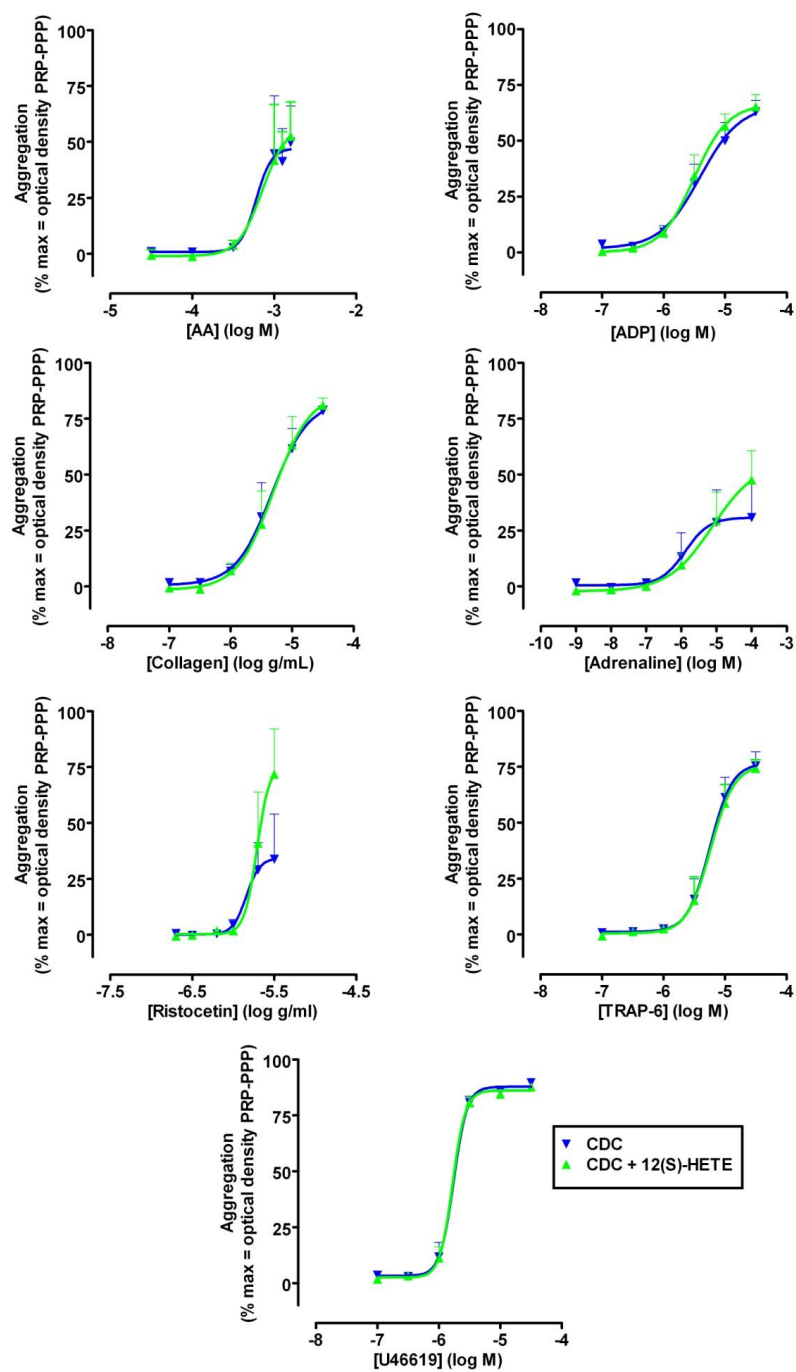 Aggregation
(% max = optical density PRP-PPP)
100
75
50
25
0
-5 -4 -3 -2
[AA] (log M)
Aggregation
(% max = optical density PRP-PPP)
100
75
50
25
0
-8 -7 -6 -5 -4
[ADP] (log M)
Aggregation
(% max = optical density PRP-PPP)
100
75
50
25
0
-7 -6 -5 -4
[Collagen] (log g/mL)
Aggregation
(% max = optical density PRP-PPP)
100
75
50
25
0
-10 -9 -8 -7 -6 -5 -4 -3
[Adrenaline] (log M)
Aggregation
(% max = optical density PRP-PPP)
100
75
50
25
0
-7.5 -6.5 -5.5 -4.5
[Ristocetin] (log g/ml)
Aggregation
(% max = optical density PRP-PPP)
100
75
50
25
0
-8 -7 -6 -5 -4
[TRAP-6] (log M)
Aggregation
(% max = optical density PRP-PPP)
100
75
50
25
0
-8 -7 -6 -5 -4
[U46619] (log M)
CDC
CDC + 12(S)-HETE